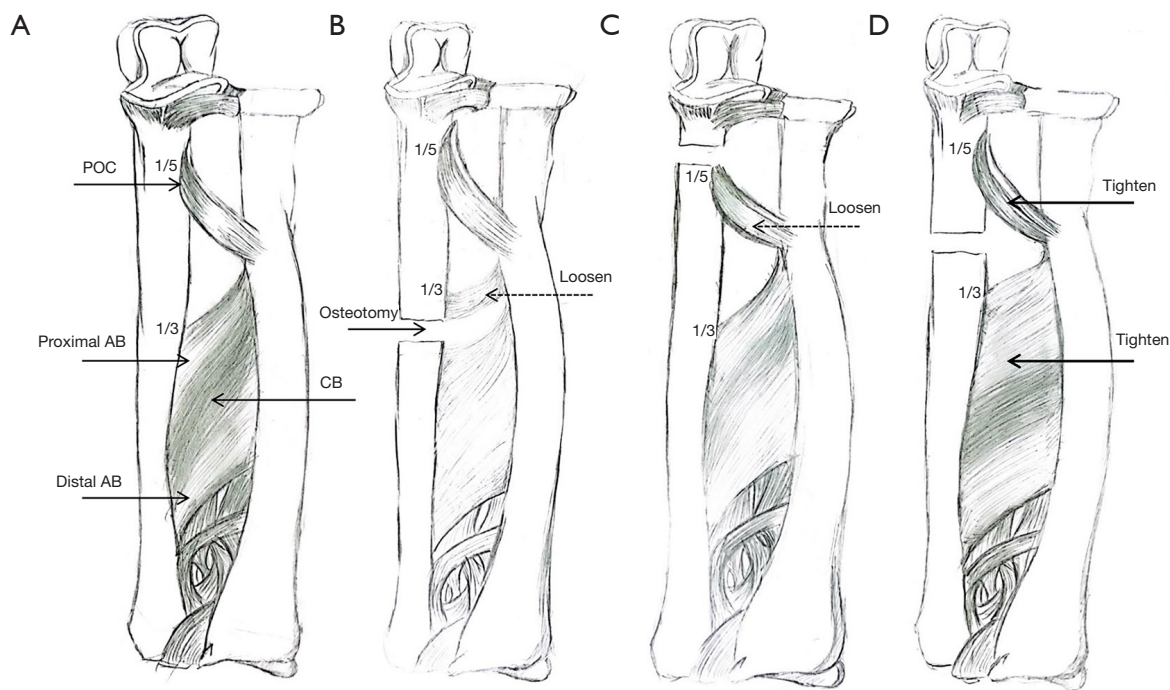 A
POC
1/5
1/3
Proximal AB
CB
Distal AB
B
1/5
Loosen
1/3
Osteotomy
C
1/5
Loosen
1/3
D
1/5
Tighten
1/3
Tighten